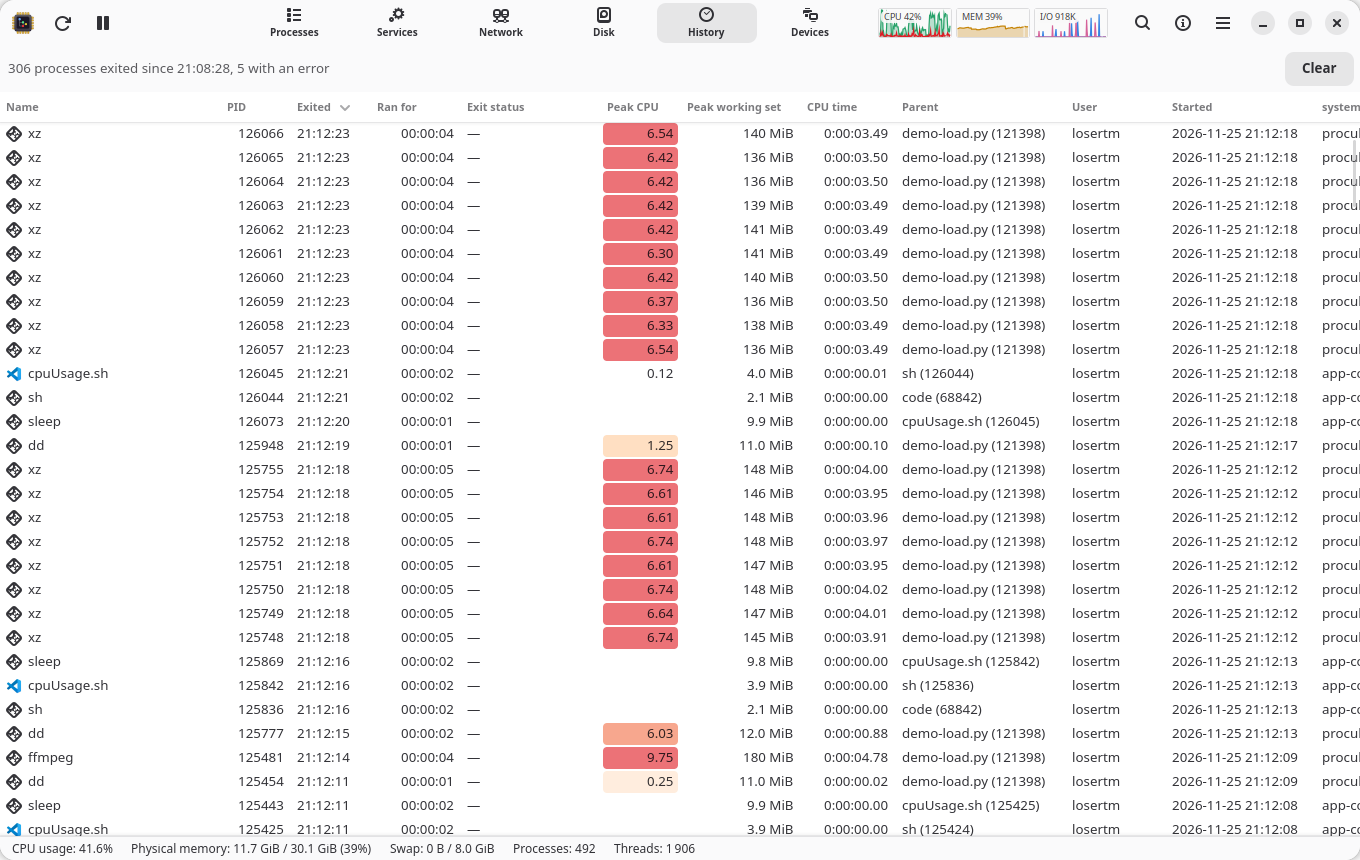 Processes Services Network Disk History Devices CPU 42% MEM 39% I/O 918K
306 processes exited since 21:08:28, 5 with an error Clear
Name PID Exited Ran for Exit status Peak CPU Peak working set CPU time Parent User Started system
xz 126066 21:12:23 00:00:04 — 6.54 140 MiB 0:00:03.49 demo-load.py (121398) losertm 2026-11-25 21:12:18 procul
xz 126065 21:12:23 00:00:04 — 6.42 136 MiB 0:00:03.50 demo-load.py (121398) losertm 2026-11-25 21:12:18 procul
xz 126064 21:12:23 00:00:04 — 6.42 136 MiB 0:00:03.50 demo-load.py (121398) losertm 2026-11-25 21:12:18 procul
xz 126063 21:12:23 00:00:04 — 6.42 139 MiB 0:00:03.49 demo-load.py (121398) losertm 2026-11-25 21:12:18 procul
xz 126062 21:12:23 00:00:04 — 6.42 141 MiB 0:00:03.49 demo-load.py (121398) losertm 2026-11-25 21:12:18 procul
xz 126061 21:12:23 00:00:04 — 6.30 141 MiB 0:00:03.49 demo-load.py (121398) losertm 2026-11-25 21:12:18 procul
xz 126060 21:12:23 00:00:04 — 6.42 140 MiB 0:00:03.50 demo-load.py (121398) losertm 2026-11-25 21:12:18 procul
xz 126059 21:12:23 00:00:04 — 6.37 136 MiB 0:00:03.50 demo-load.py (121398) losertm 2026-11-25 21:12:18 procul
xz 126058 21:12:23 00:00:04 — 6.33 138 MiB 0:00:03.49 demo-load.py (121398) losertm 2026-11-25 21:12:18 procul
xz 126057 21:12:23 00:00:04 — 6.54 136 MiB 0:00:03.49 demo-load.py (121398) losertm 2026-11-25 21:12:18 procul
cpuUsage.sh 126045 21:12:21 00:00:02 — 0.12 4.0 MiB 0:00:00.01 sh (126044) losertm 2026-11-25 21:12:18 app-co
sh 126044 21:12:21 00:00:02 — 2.1 MiB 0:00:00.00 code (68842) losertm 2026-11-25 21:12:18 app-co
sleep 126073 21:12:20 00:00:01 — 9.9 MiB 0:00:00.00 cpuUsage.sh (126045) losertm 2026-11-25 21:12:18 app-co
dd 125948 21:12:19 00:00:01 — 1.25 11.0 MiB 0:00:00.10 demo-load.py (121398) losertm 2026-11-25 21:12:17 procul
xz 125755 21:12:18 00:00:05 — 6.74 148 MiB 0:00:04.00 demo-load.py (121398) losertm 2026-11-25 21:12:12 procul
xz 125754 21:12:18 00:00:05 — 6.61 146 MiB 0:00:03.95 demo-load.py (121398) losertm 2026-11-25 21:12:12 procul
xz 125753 21:12:18 00:00:05 — 6.61 148 MiB 0:00:03.96 demo-load.py (121398) losertm 2026-11-25 21:12:12 procul
xz 125752 21:12:18 00:00:05 — 6.74 148 MiB 0:00:03.97 demo-load.py (121398) losertm 2026-11-25 21:12:12 procul
xz 125751 21:12:18 00:00:05 — 6.61 147 MiB 0:00:03.95 demo-load.py (121398) losertm 2026-11-25 21:12:12 procul
xz 125750 21:12:18 00:00:05 — 6.74 148 MiB 0:00:04.02 demo-load.py (121398) losertm 2026-11-25 21:12:12 procul
xz 125749 21:12:18 00:00:05 — 6.64 147 MiB 0:00:04.01 demo-load.py (121398) losertm 2026-11-25 21:12:12 procul
xz 125748 21:12:18 00:00:05 — 6.74 145 MiB 0:00:03.91 demo-load.py (121398) losertm 2026-11-25 21:12:12 procul
sleep 125869 21:12:16 00:00:02 — 9.8 MiB 0:00:00.00 cpuUsage.sh (125842) losertm 2026-11-25 21:12:13 app-co
cpuUsage.sh 125842 21:12:16 00:00:02 — 3.9 MiB 0:00:00.00 sh (125836) losertm 2026-11-25 21:12:13 app-co
sh 125836 21:12:16 00:00:02 — 2.1 MiB 0:00:00.00 code (68842) losertm 2026-11-25 21:12:13 app-co
dd 125777 21:12:15 00:00:02 — 6.03 12.0 MiB 0:00:00.88 demo-load.py (121398) losertm 2026-11-25 21:12:13 procul
ffmpeg 125481 21:12:14 00:00:04 — 9.75 180 MiB 0:00:04.78 demo-load.py (121398) losertm 2026-11-25 21:12:09 procul
dd 125454 21:12:11 00:00:01 — 0.25 11.0 MiB 0:00:00.02 demo-load.py (121398) losertm 2026-11-25 21:12:09 procul
sleep 125443 21:12:11 00:00:02 — 9.9 MiB 0:00:00.00 cpuUsage.sh (125425) losertm 2026-11-25 21:12:08 app-co
cpuUsage.sh 125425 21:12:11 00:00:02 — 3.9 MiB 0:00:00.00 sh (125424) losertm 2026-11-25 21:12:08 app-co
CPU usage: 41.6% Physical memory: 11.7 GiB / 30.1 GiB (39%) Swap: 0 B / 8.0 GiB Processes: 492 Threads: 1 906